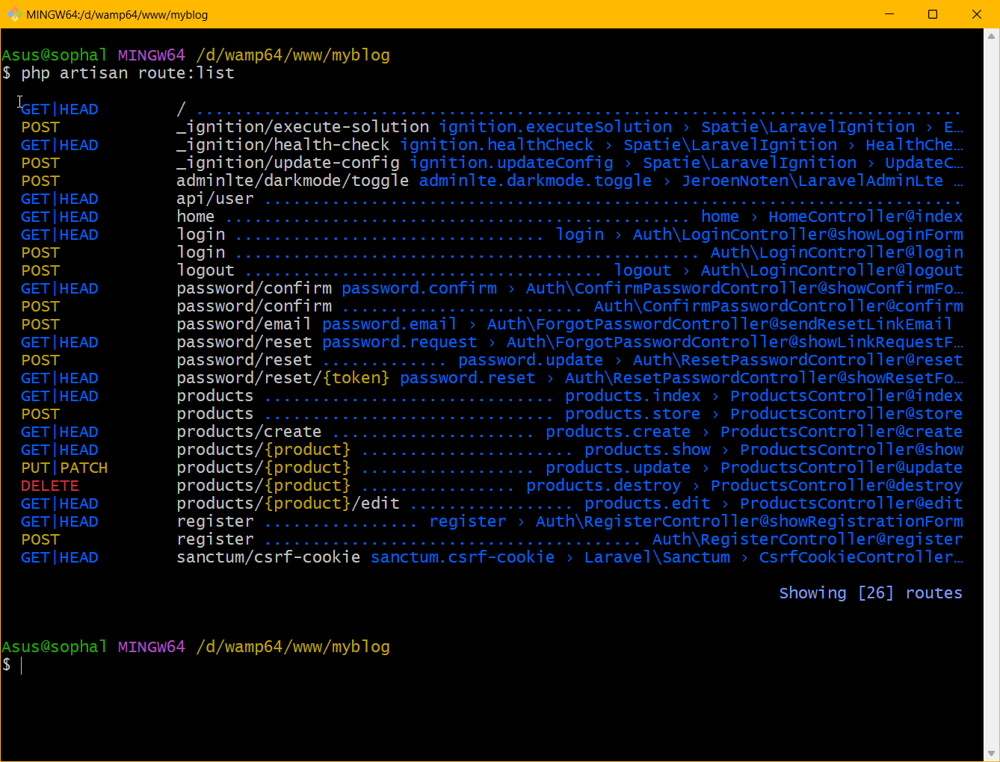 MINGW64:/d/wamp64/www/myblog
Asus@sophal MINGW64 /d/wamp64/www/myblog
$ php artisan route:list
GET|HEAD / ...............................................................................
POST _ignition/execute-solution ignition.executeSolution › Spatie\LaravelIgnition › E…
GET|HEAD _ignition/health-check ignition.healthCheck › Spatie\LaravelIgnition › HealthChe…
POST _ignition/update-config ignition.updateConfig › Spatie\LaravelIgnition › UpdateC…
POST adminlte/darkmode/toggle adminlte.darkmode.toggle › JeroenNoten\LaravelAdminLte …
GET|HEAD api/user ........................................................................
GET|HEAD home ................................................ home › HomeController@index
GET|HEAD login ................................ login › Auth\LoginController@showLoginForm
POST login ................................................. Auth\LoginController@login
POST logout ...................................... logout › Auth\LoginController@logout
GET|HEAD password/confirm password.confirm › Auth\ConfirmPasswordController@showConfirmFo…
POST password/confirm ......................... Auth\ConfirmPasswordController@confirm
POST password/email password.email › Auth\ForgotPasswordController@sendResetLinkEmail
GET|HEAD password/reset password.request › Auth\ForgotPasswordController@showLinkRequestF…
POST password/reset ............. password.update › Auth\ResetPasswordController@reset
GET|HEAD password/reset/{token} password.reset › Auth\ResetPasswordController@showResetFo…
GET|HEAD products .............................. products.index › ProductsController@index
POST products .............................. products.store › ProductsController@store
GET|HEAD products/create ..................... products.create › ProductsController@create
GET|HEAD products/{product} ...................... products.show › ProductsController@show
PUT|PATCH products/{product} .................. products.update › ProductsController@update
DELETE products/{product} ................ products.destroy › ProductsController@destroy
GET|HEAD products/{product}/edit ................. products.edit › ProductsController@edit
GET|HEAD register ................ register › Auth\RegisterController@showRegistrationForm
POST register ....................................... Auth\RegisterController@register
GET|HEAD sanctum/csrf-cookie sanctum.csrf-cookie › Laravel\Sanctum › CsrfCookieController…
Showing [26] routes
Asus@sophal MINGW64 /d/wamp64/www/myblog
$